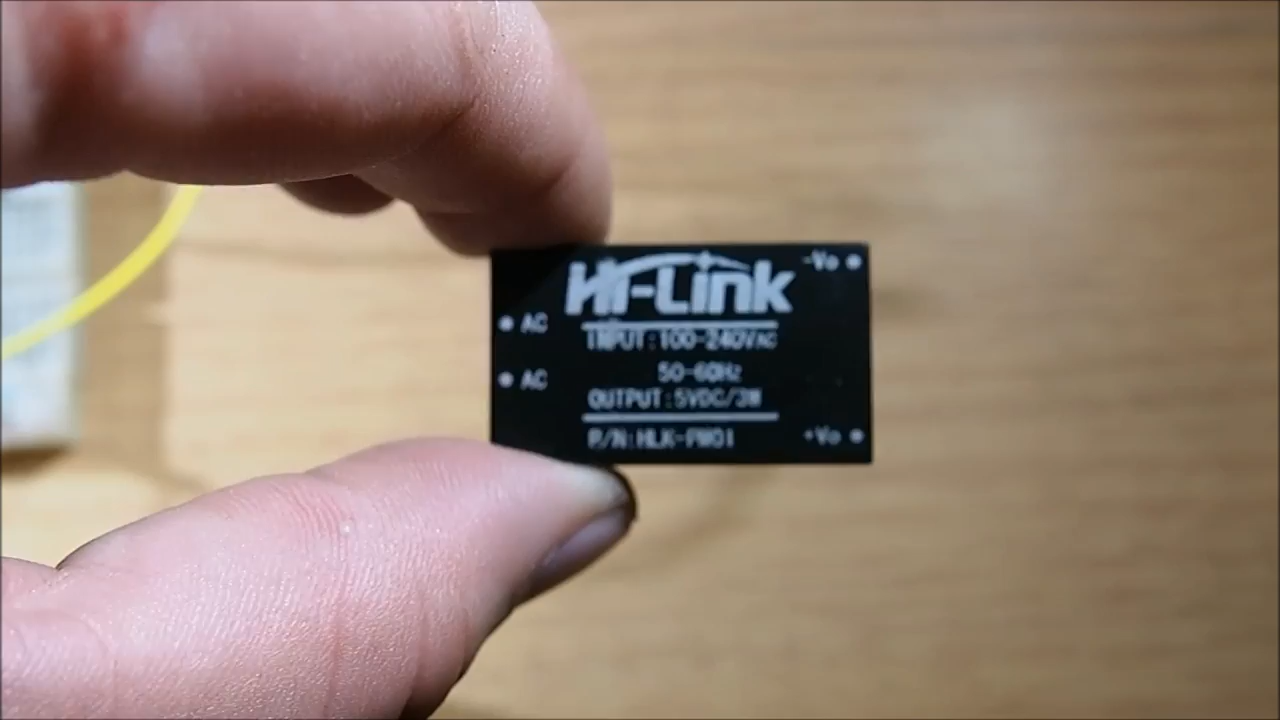 Hi-Link
-Vo
AC
INPUT:100-240VAC
50-60Hz
AC
OUTPUT:5VDC/3W
P/N:HLK-PM01
+Vo